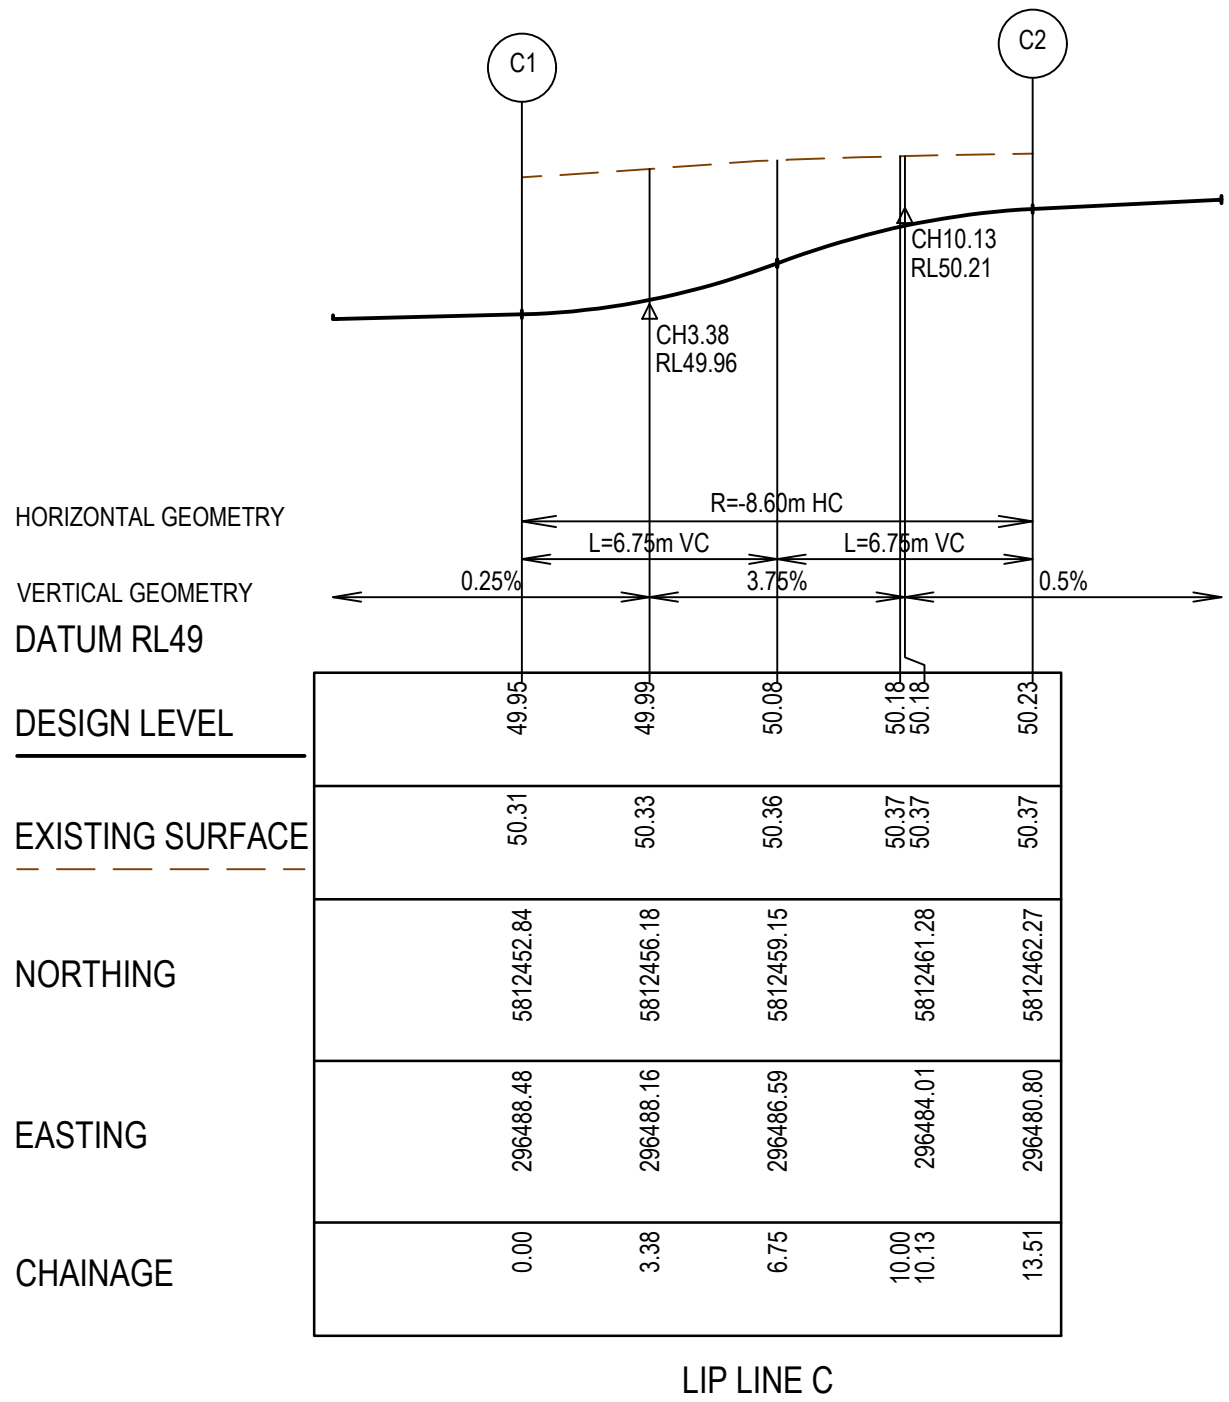 C1
C2
CH10.13
RL50.21
CH3.38
RL49.96
HORIZONTAL GEOMETRY
R=-8.60m HC
L=6.75m VC
L=6.75m VC
VERTICAL GEOMETRY
0.25%
3.75%
0.5%
DATUM RL49
DESIGN LEVEL
49.95
49.99
50.08
50.18
50.18
50.23
EXISTING SURFACE
50.31
50.33
50.36
50.37
50.37
50.37
NORTHING
5812452.84
5812456.18
5812459.15
5812461.28
5812462.27
EASTING
296488.48
296488.16
296486.59
296484.01
296480.80
CHAINAGE
0.00
3.38
6.75
10.00
10.13
13.51
LIP LINE C